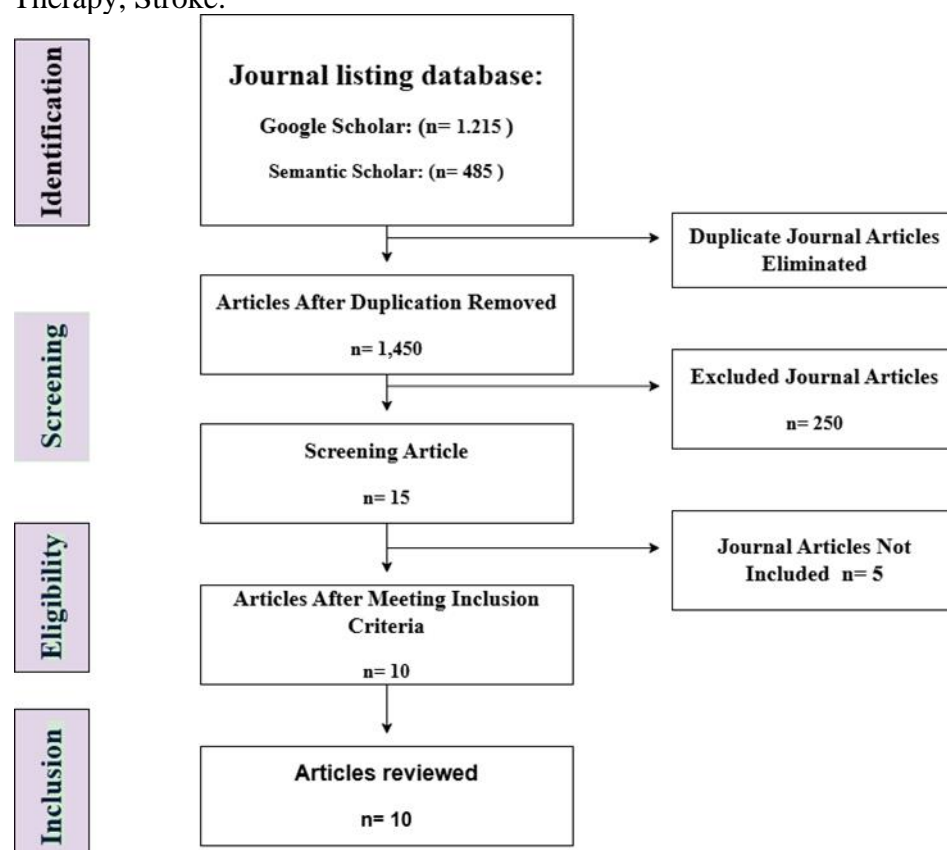 Therapy, Stroke.
Identification
Journal listing database:
Google Scholar: (n= 1.215 )
Semantic Scholar: (n= 485 )
Duplicate Journal Articles
Eliminated
Screening
Articles After Duplication Removed
n= 1,450
Excluded Journal Articles
n= 250
Screening Article
n= 15
Eligibility
Journal Articles Not
Included n= 5
Articles After Meeting Inclusion
Criteria
n= 10
Inclusion
Articles reviewed
n= 10